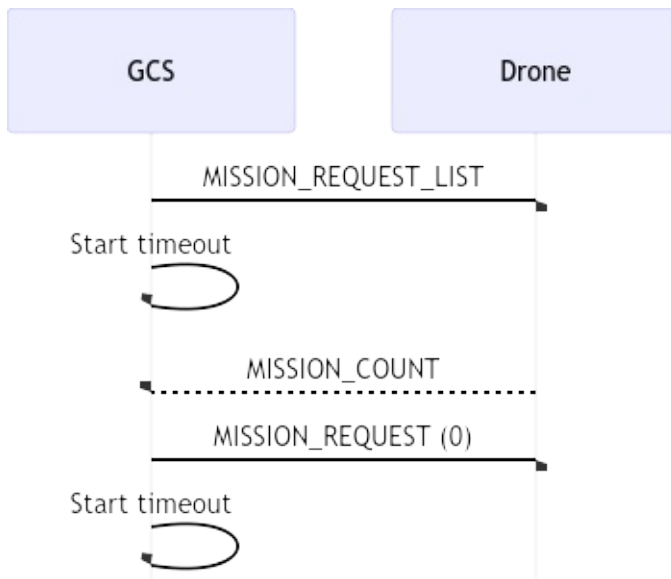 GCS
Drone
MISSION_REQUEST_LIST
Start timeout
MISSION_COUNT
MISSION_REQUEST (0)
Start timeout